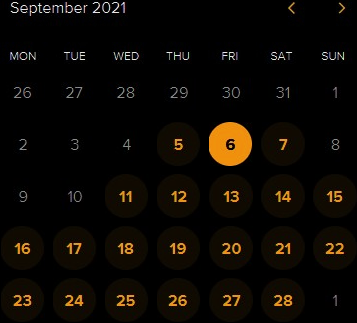 September 2021
MON TUE WED THU FRI SAT SUN
26 27 28 29 30 31 1
2 3 4 5 6 7 8
9 10 11 12 13 14 15
16 17 18 19 20 21 22
23 24 25 26 27 28 1